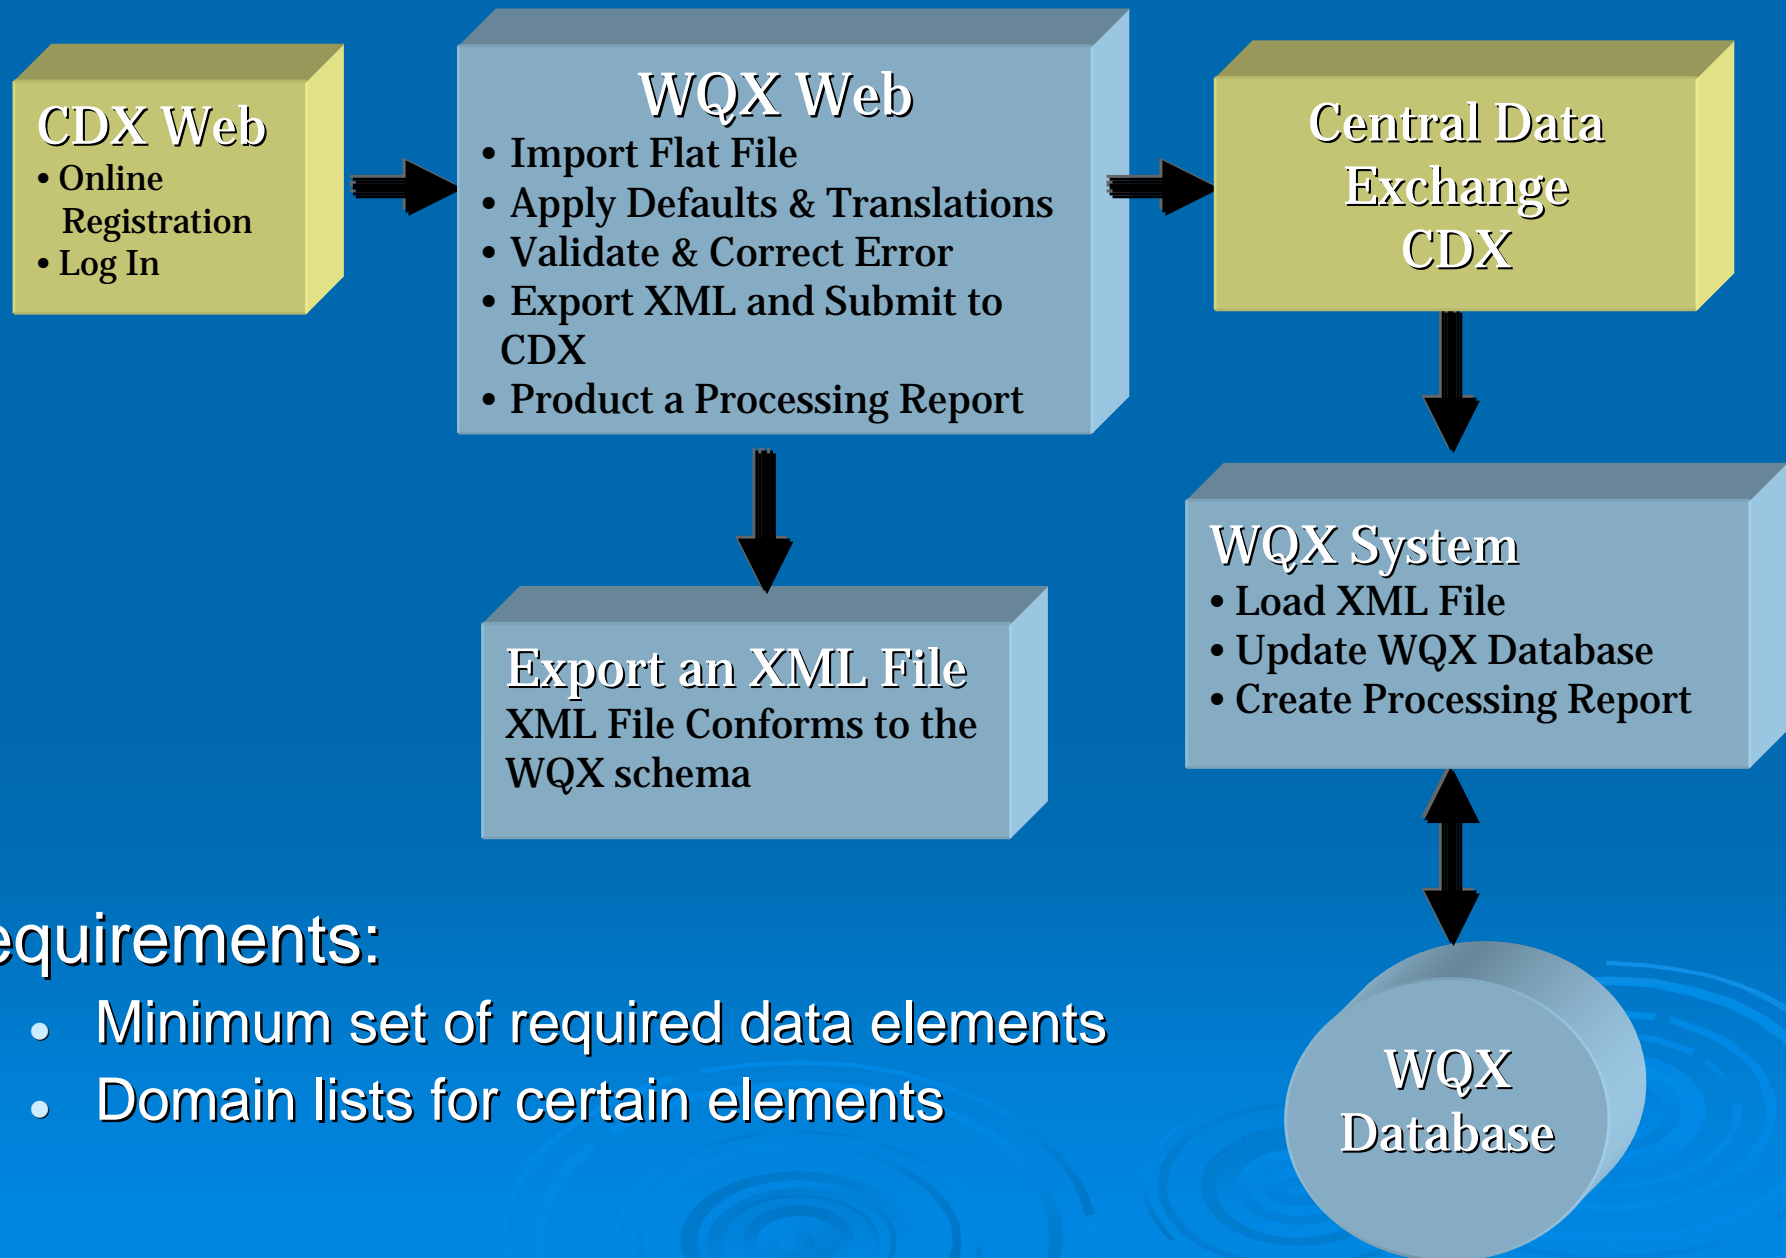 CDX Web
• Online
Registration
• Log In
WQX Web
• Import Flat File
• Apply Defaults & Translations
• Validate & Correct Error
• Export XML and Submit to
CDX
• Product a Processing Report
Central Data
Exchange
CDX
Export an XML File
XML File Conforms to the
WQX schema
WQX System
• Load XML File
• Update WQX Database
• Create Processing Report
WQX
Database
equirements:
• Minimum set of required data elements
• Domain lists for certain elements